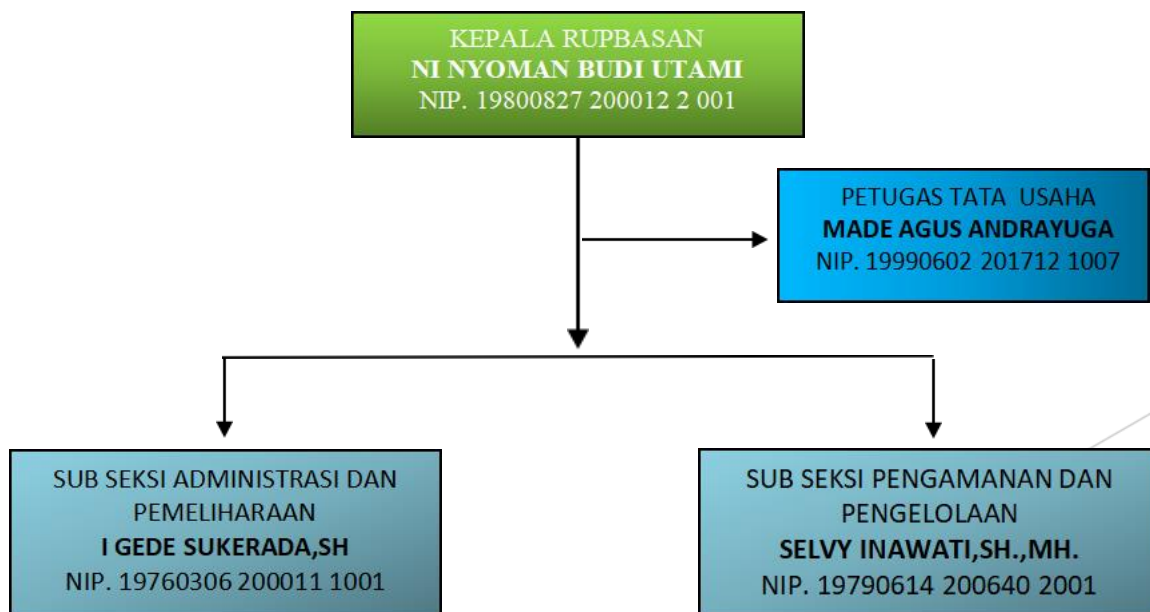 KEPALA RUPBASAN
NI NYOMAN BUDI UTAMI
NIP. 19800827 200012 2 001
PETUGAS TATA USAHA
MADE AGUS ANDRAYUGA
NIP. 19990602 201712 1007
SUB SEKSI ADMINISTRASI DAN
PEMELIHARAAN
I GEDE SUKERADA,SH
NIP. 19760306 200011 1001
SUB SEKSI PENGAMANAN DAN
PENGELOLAAN
SELVY INAWATI,SH.,MH.
NIP. 19790614 200640 2001